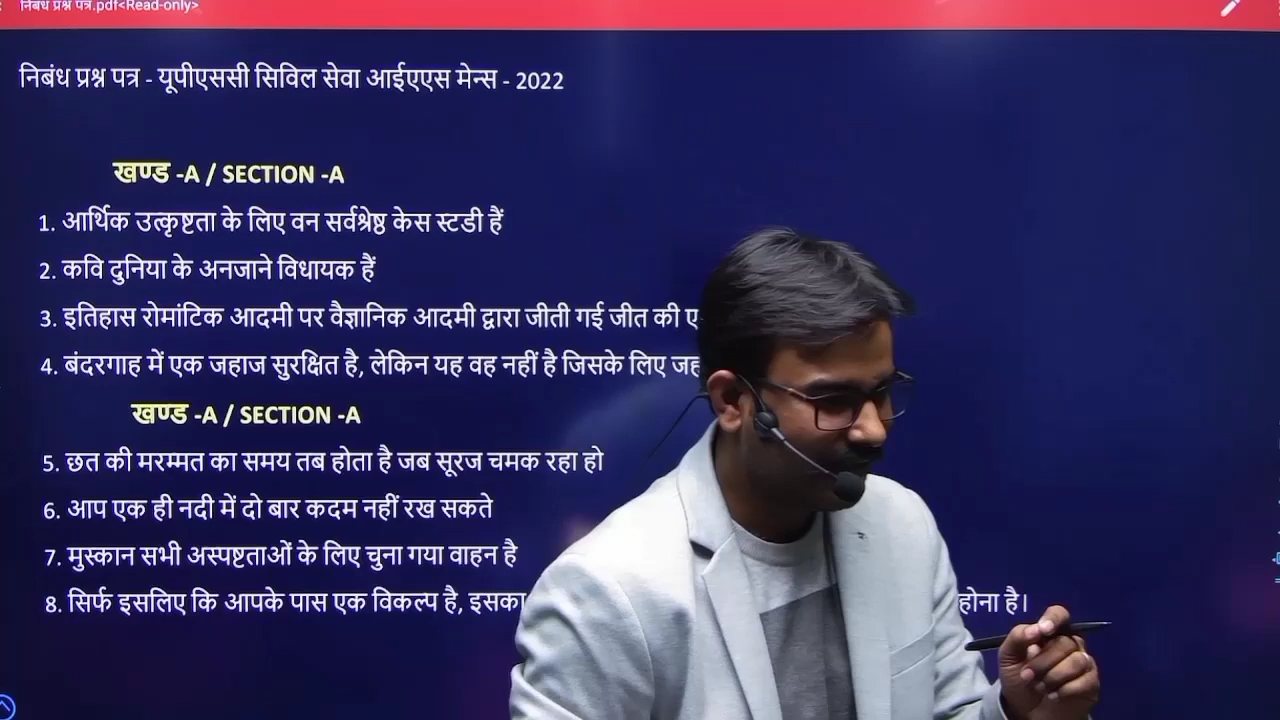 निबंध प्रश्न पत्र.pdf<Read-only>
निबंध प्रश्न पत्र - यूपीएससी सिविल सेवा आईएएस मेन्स - 2022
खण्ड -A / SECTION -A
1. आर्थिक उत्कृष्टता के लिए वन सर्वश्रेष्ठ केस स्टडी हैं
2. कवि दुनिया के अनजाने विधायक हैं
3. इतिहास रोमांटिक आदमी पर वैज्ञानिक आदमी द्वारा जीती गई जीत की
4. बंदरगाह में एक जहाज सुरक्षित है, लेकिन यह वह नहीं है जिसके लिए
खण्ड -A / SECTION -A
5. छत की मरम्मत का समय तब होता है जब सूरज चमक रहा हो
6. आप एक ही नदी में दो बार कदम नहीं रख सकते
7. मुस्कान सभी अस्पष्टताओं के लिए चुना गया वाहन है
8. सिर्फ इसलिए कि आपके पास एक विकल्प है, इसका होना है।